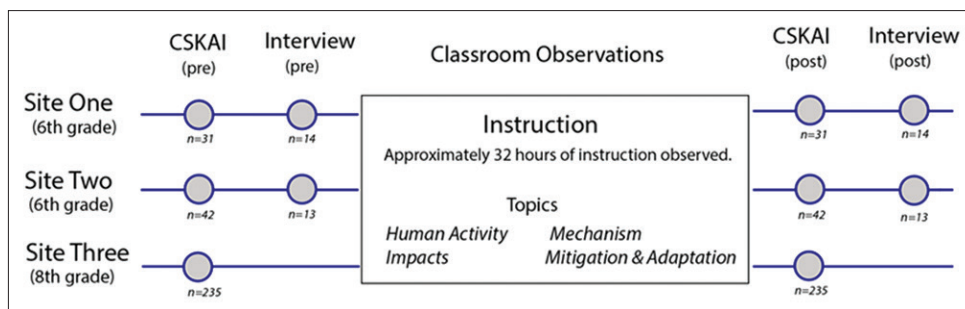 CSKAI
(pre)
Interview
(pre)
Classroom Observations
CSKAI
(post)
Interview
(post)
Site One
(6th grade)
n=31
n=14
Instruction
Approximately 32 hours of instruction observed.
n=31
n=14
Site Two
(6th grade)
n=42
n=13
Topics
Human Activity Mechanism
Impacts Mitigation & Adaptation
n=42
n=13
Site Three
(8th grade)
n=235
n=235